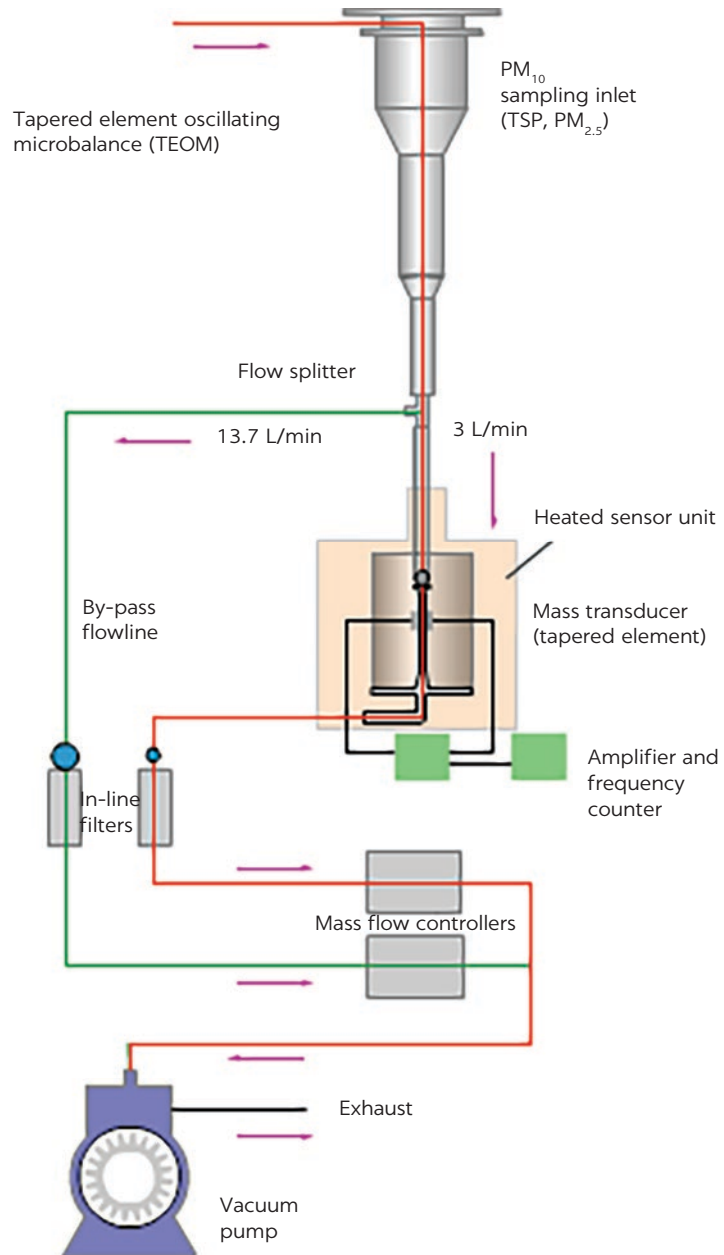 PM10
sampling inlet
(TSP, PM2.5)
Tapered element oscillating
microbalance (TEOM)
Flow splitter
13.7 L/min
3 L/min
Heated sensor unit
By-pass
flowline
Mass transducer
(tapered element)
In-line
filters
Amplifier and
frequency
counter
Mass flow controllers
Exhaust
Vacuum
pump